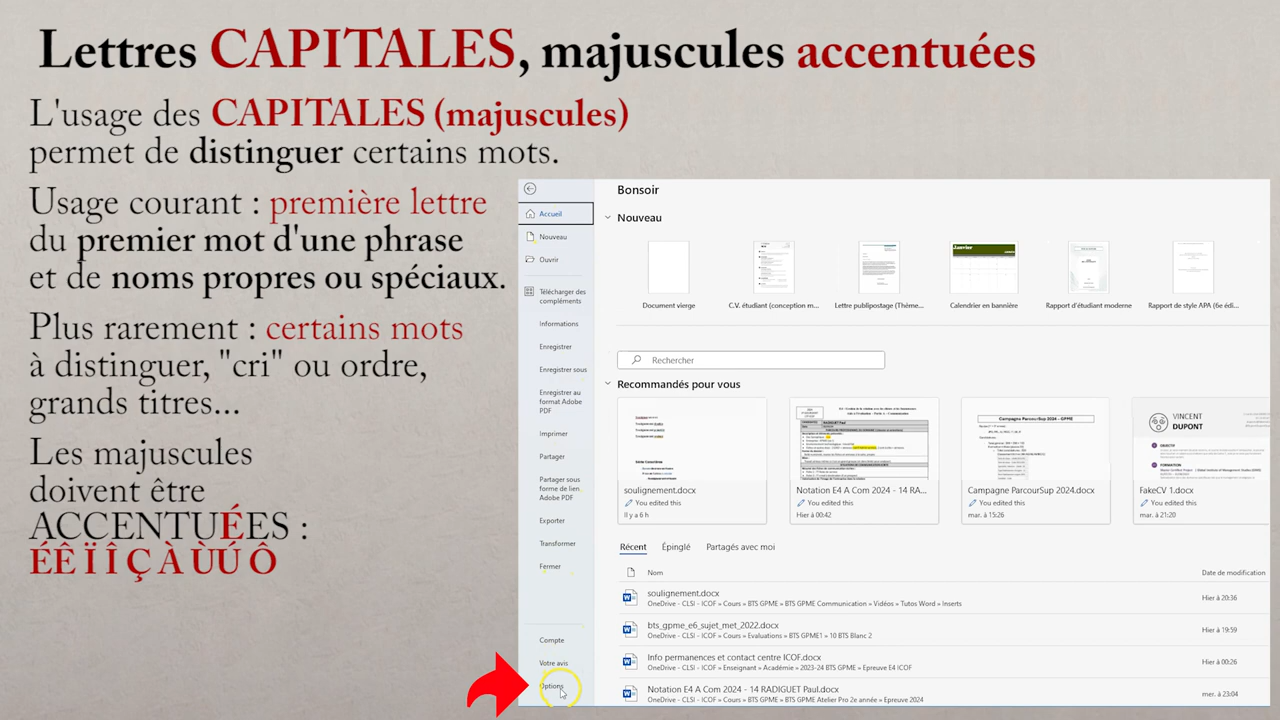 Lettres CAPITALES, majuscules accentuées
L'usage des CAPITALES (majuscules)
permet de distinguer certains mots.
Usage courant : première lettre
du premier mot d'une phrase
et de noms propres ou spéciaux.
Plus rarement : certains mots
à distinguer, "cri" ou ordre,
grands titres...
Les majuscules
doivent être
ACCENTUÉES :
ÉÊ Ï Î Ç À ÙÚ Ô
Bonsoir
Accueil
Nouveau
Ouvrir
Télécharger des
compléments
Informations
Enregistrer
Enregistrer sous
Enregistrer au
format Adobe
PDF
Imprimer
Partager
Partager sous
forme de lien
Adobe PDF
Exporter
Transformer
Fermer
Compte
Votre avis
Options
Nouveau
Janvier
Document vierge
C.V. étudiant (conception m...
Lettre publipostage (Thème...
Calendrier en bannière
Rapport d'étudiant moderne
Rapport de style APA (6e édi...
Rechercher
Recommandés pour vous
Campagne ParcourSup 2024 - GPME
VINCENT
DUPONT
soulignement.docx
You edited this
Il y a 6 h
Notation E4 A Com 2024 - 14 RA...
You edited this
Hier à 00:42
Campagne ParcourSup 2024.docx
You edited this
mar. à 15:26
FakeCV 1.docx
You edited this
mar. à 21:20
Récent Épinglé Partagés avec moi
Nom Date de modification
soulignement.docx
OneDrive - CLSI - ICOF » Cours » BTS GPME » BTS GPME Communication » Vidéos » Tutos Word » Inserts
Hier à 20:36
bts_gpme_e6_sujet_met_2022.docx
OneDrive - CLSI - ICOF » Cours » Evaluations » BTS GPME1 » 10 BTS Blanc 2
Hier à 19:59
Info permanences et contact centre ICOF.docx
OneDrive - CLSI - ICOF » Enseignant » Académie » 2023-24 BTS GPME » Epreuve E4 ICOF
Hier à 00:26
Notation E4 A Com 2024 - 14 RADIGUET Paul.docx
OneDrive - CLSI - ICOF » Cours » BTS GPME » Atelier Pro 2e année » Epreuve 2024
mer. à 23:04